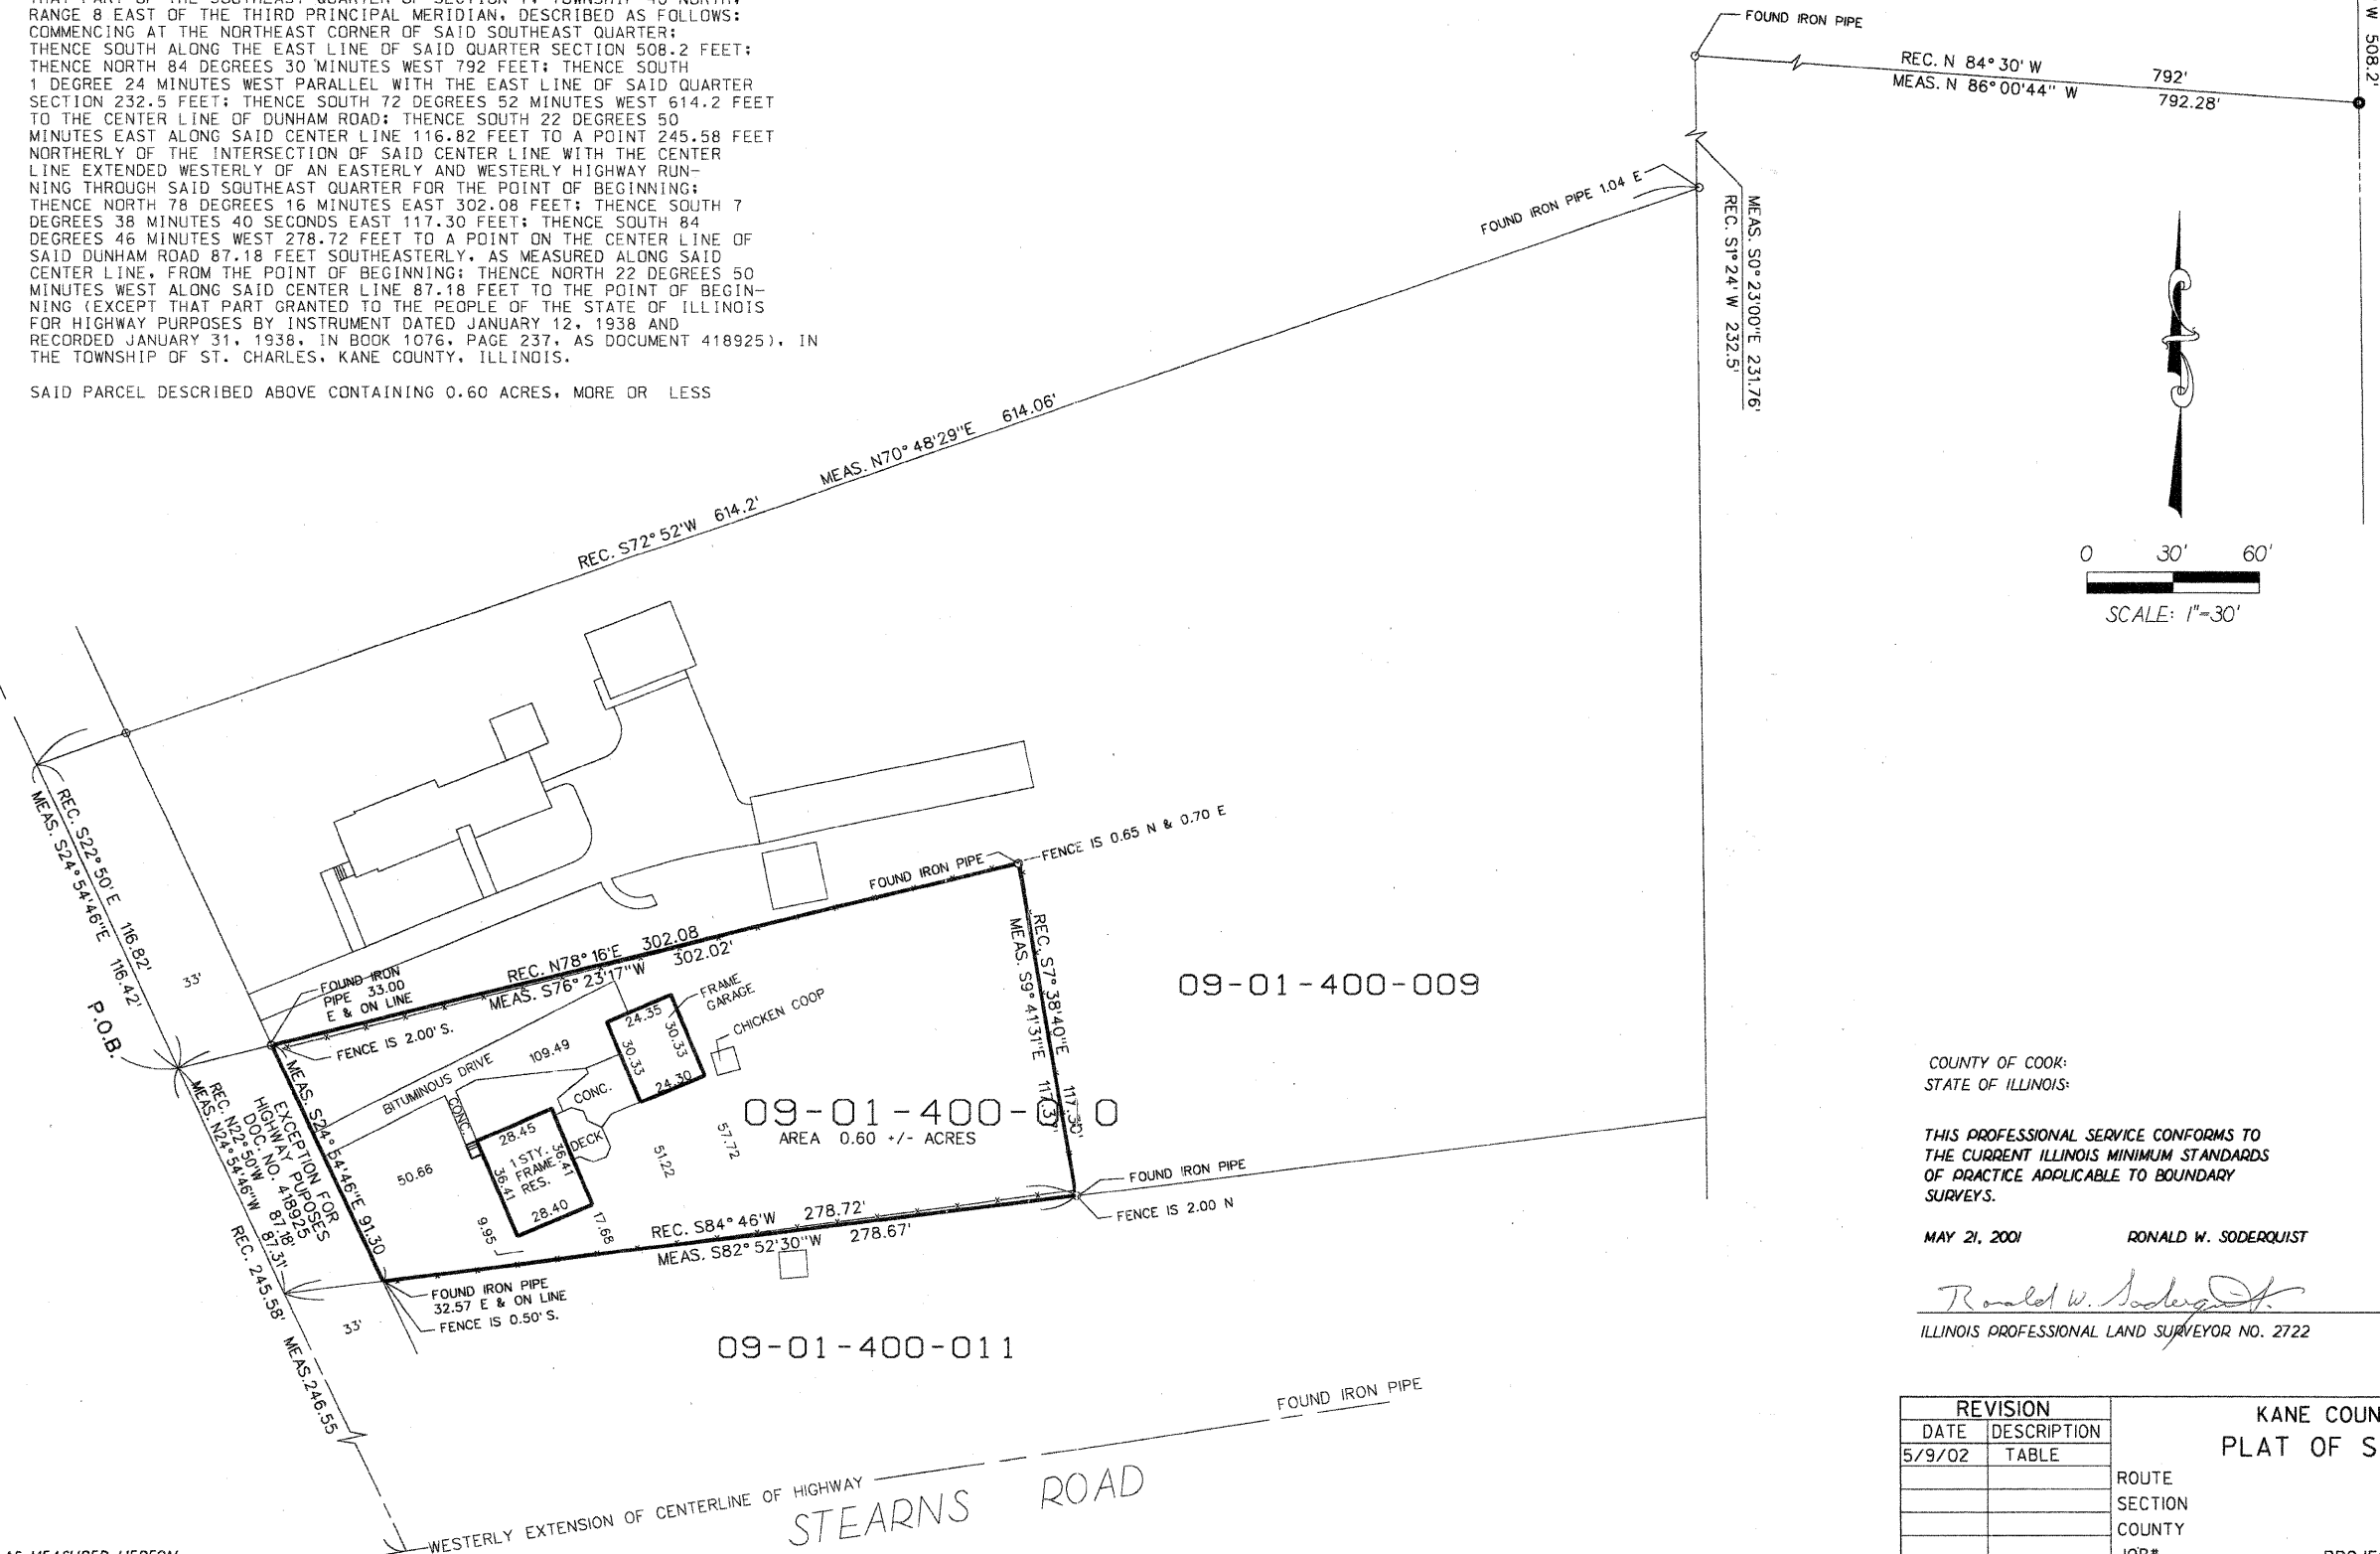 RANGE 8 EAST OF THE THIRD PRINCIPAL MERIDIAN, DESCRIBED AS FOLLOWS:
COMMENCING AT THE NORTHEAST CORNER OF SAID SOUTHEAST QUARTER;
THENCE SOUTH ALONG THE EAST LINE OF SAID QUARTER SECTION 508.2 FEET;
THENCE NORTH 84 DEGREES 30 MINUTES WEST 792 FEET; THENCE SOUTH
1 DEGREE 24 MINUTES WEST PARALLEL WITH THE EAST LINE OF SAID QUARTER
SECTION 232.5 FEET; THENCE SOUTH 72 DEGREES 52 MINUTES WEST 614.2 FEET
TO THE CENTER LINE OF DUNHAM ROAD; THENCE SOUTH 22 DEGREES 50
MINUTES EAST ALONG SAID CENTER LINE 116.82 FEET TO A POINT 245.58 FEET
NORTHERLY OF THE INTERSECTION OF SAID CENTER LINE WITH THE CENTER
LINE EXTENDED WESTERLY OF AN EASTERLY AND WESTERLY HIGHWAY RUN-
NING THROUGH SAID SOUTHEAST QUARTER FOR THE POINT OF BEGINNING;
THENCE NORTH 78 DEGREES 16 MINUTES EAST 302.08 FEET; THENCE SOUTH 7
DEGREES 38 MINUTES 40 SECONDS EAST 117.30 FEET; THENCE SOUTH 84
DEGREES 46 MINUTES WEST 278.72 FEET TO A POINT ON THE CENTER LINE OF
SAID DUNHAM ROAD 87.18 FEET SOUTHEASTERLY, AS MEASURED ALONG SAID
CENTER LINE, FROM THE POINT OF BEGINNING; THENCE NORTH 22 DEGREES 50
MINUTES WEST ALONG SAID CENTER LINE 87.18 FEET TO THE POINT OF BEGIN-
NING (EXCEPT THAT PART GRANTED TO THE PEOPLE OF THE STATE OF ILLINOIS
FOR HIGHWAY PURPOSES BY INSTRUMENT DATED JANUARY 12, 1938 AND
RECORDED JANUARY 31, 1938, IN BOOK 1076, PAGE 237, AS DOCUMENT 418925), IN
THE TOWNSHIP OF ST. CHARLES, KANE COUNTY, ILLINOIS.
SAID PARCEL DESCRIBED ABOVE CONTAINING 0.60 ACRES, MORE OR LESS
FOUND IRON PIPE
REC. N 84° 30' W 792'
MEAS. N 86° 00'44" W 792.28'
W 508.2'
FOUND IRON PIPE 1.04 E
MEAS. S0° 23'00"E 231.76'
REC. S1° 24' W 232.5'
MEAS. N70° 48'29"E 614.06'
REC. S72° 52'W 614.2'
0 30' 60'
SCALE: 1"=30'
REC. S22° 50'E 116.82'
MEAS. S24° 54'46"E 116.42'
33'
P.O.B.
FOUND IRON
PIPE 33.00
E & ON LINE
FENCE IS 2.00' S.
REC. N78° 16'E 302.08
MEAS. S76° 23'17"W 302.02'
FOUND IRON PIPE
FENCE IS 0.65 N & 0.70 E
REC. S7° 38'40"E 117.30'
MEAS. S9° 41'31"E
09-01-400-009
FRAME
GARAGE
CHICKEN COOP
24.35
30.33
30.33
24.30
BITUMINOUS DRIVE
109.49
CONC.
CONC.
DECK
28.45
36.41
36.41
28.40
1 STY.
FRAME
RES.
50.66
9.95
17.68
51.22
57.72
AREA 0.60 +/- ACRES
MEAS. S24° 54'46"E 91.30
EXCEPTION FOR
HIGHWAY PUPOSES
DOC. NO. 418925
REC. N22° 50'W 87.18'
MEAS. N24° 54'46"W 87.31'
REC. 245.58' MEAS.246.55
REC. S84° 46'W 278.72'
MEAS. S82° 52'30"W 278.67'
FOUND IRON PIPE
FENCE IS 2.00 N
FOUND IRON PIPE
32.57 E & ON LINE
FENCE IS 0.50' S.
33'
09-01-400-011
FOUND IRON PIPE
WESTERLY EXTENSION OF CENTERLINE OF HIGHWAY
STEARNS ROAD
COUNTY OF COOK:
STATE OF ILLINOIS:
THIS PROFESSIONAL SERVICE CONFORMS TO
THE CURRENT ILLINOIS MINIMUM STANDARDS
OF PRACTICE APPLICABLE TO BOUNDARY
SURVEYS.
MAY 21, 2001 RONALD W. SODERQUIST
Ronald W. Soderquist
ILLINOIS PROFESSIONAL LAND SURVEYOR NO. 2722
REVISION
DATE DESCRIPTION
5/9/02 TABLE
KANE COUN
PLAT OF S
ROUTE
SECTION
COUNTY